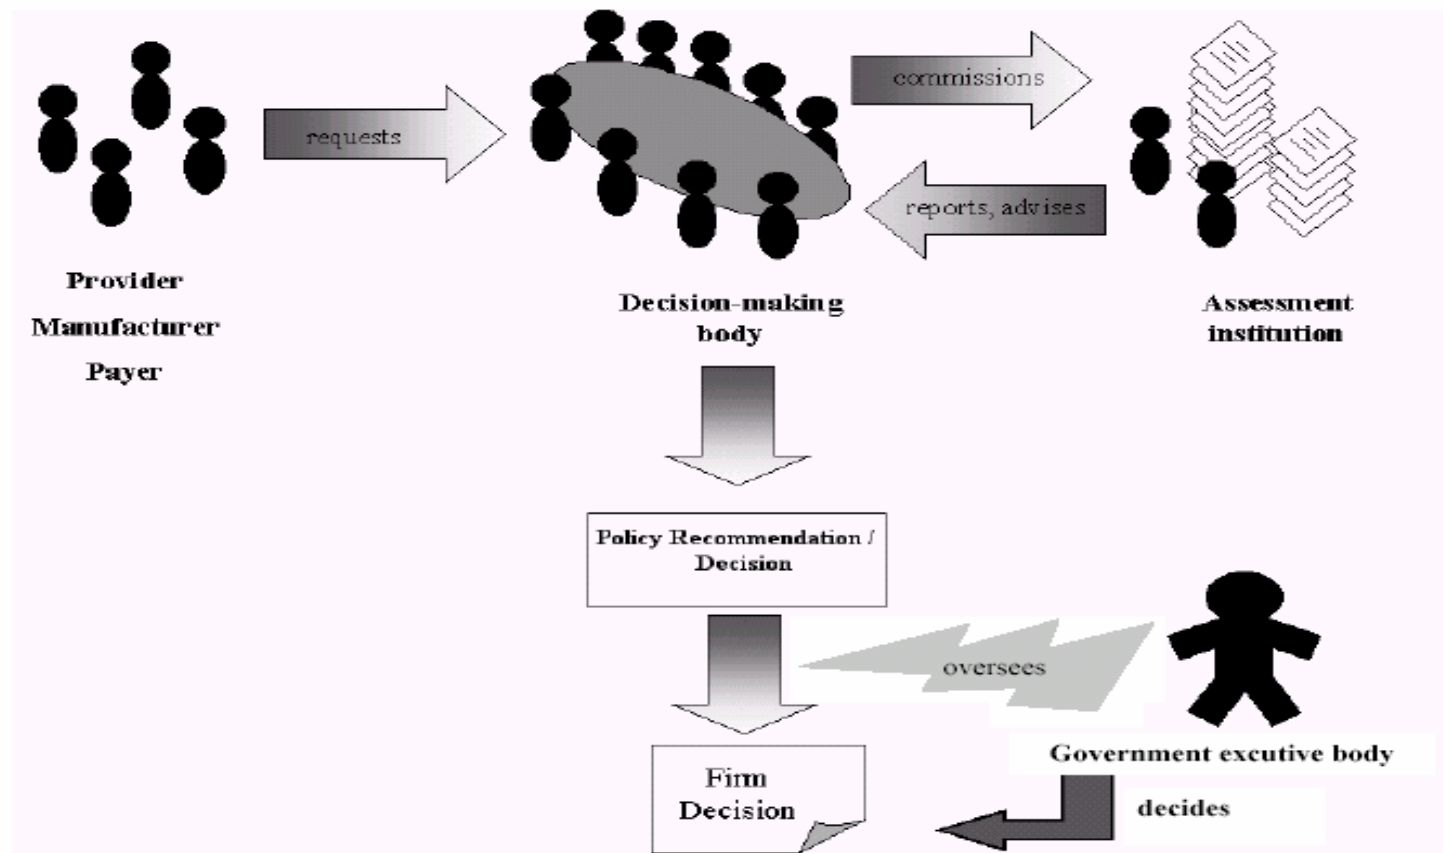 requests
commissions
reports, advises
Provider
Manufacturer
Payer
Decision-making
body
Assessment
institution
Policy Recommendation /
Decision
oversees
Government excutive body
Firm
Decision
decides